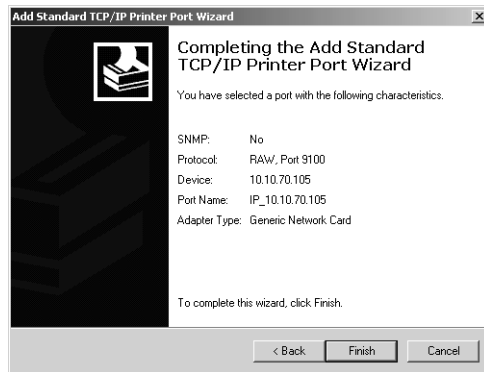 Add Standard TCP/IP Printer Port Wizard
Completing the Add Standard
TCP/IP Printer Port Wizard
You have selected a port with the following characteristics.
SNMP: No
Protocol: RAW, Port 9100
Device: 10.10.70.105
Port Name: IP_10.10.70.105
Adapter Type: Generic Network Card
To complete this wizard, click Finish.
< Back Finish Cancel